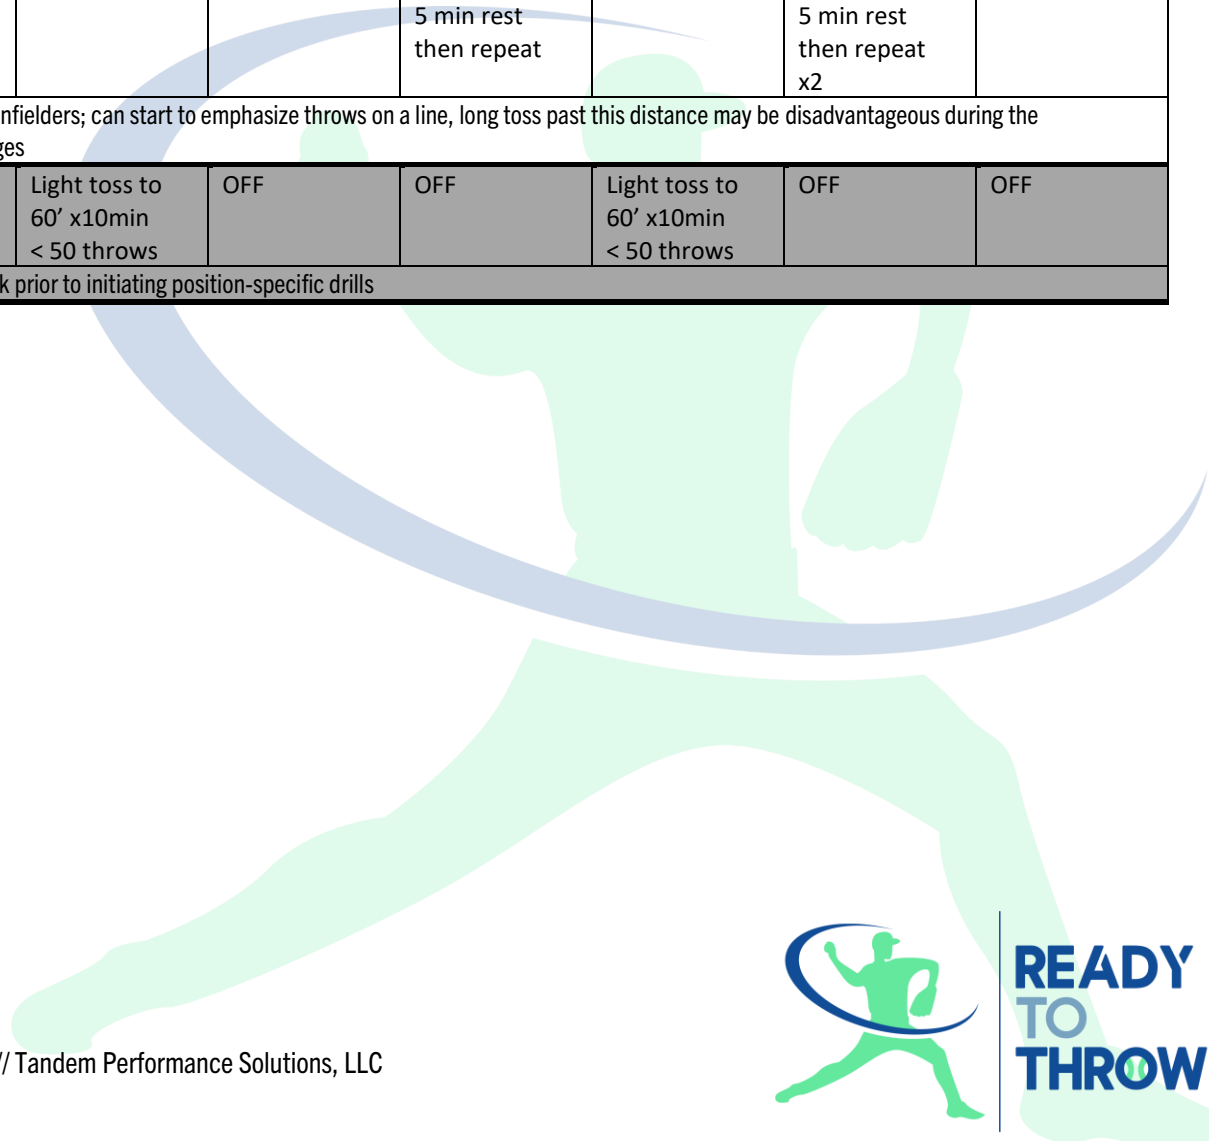 5 min rest 5 min rest
then repeat then repeat
x2
nfielders; can start to emphasize throws on a line, long toss past this distance may be disadvantageous during the
ges
Light toss to OFF OFF Light toss to OFF OFF
60’ x10min 60’ x10min
< 50 throws < 50 throws
k prior to initiating position-specific drills
// Tandem Performance Solutions, LLC
READY
TO
THROW